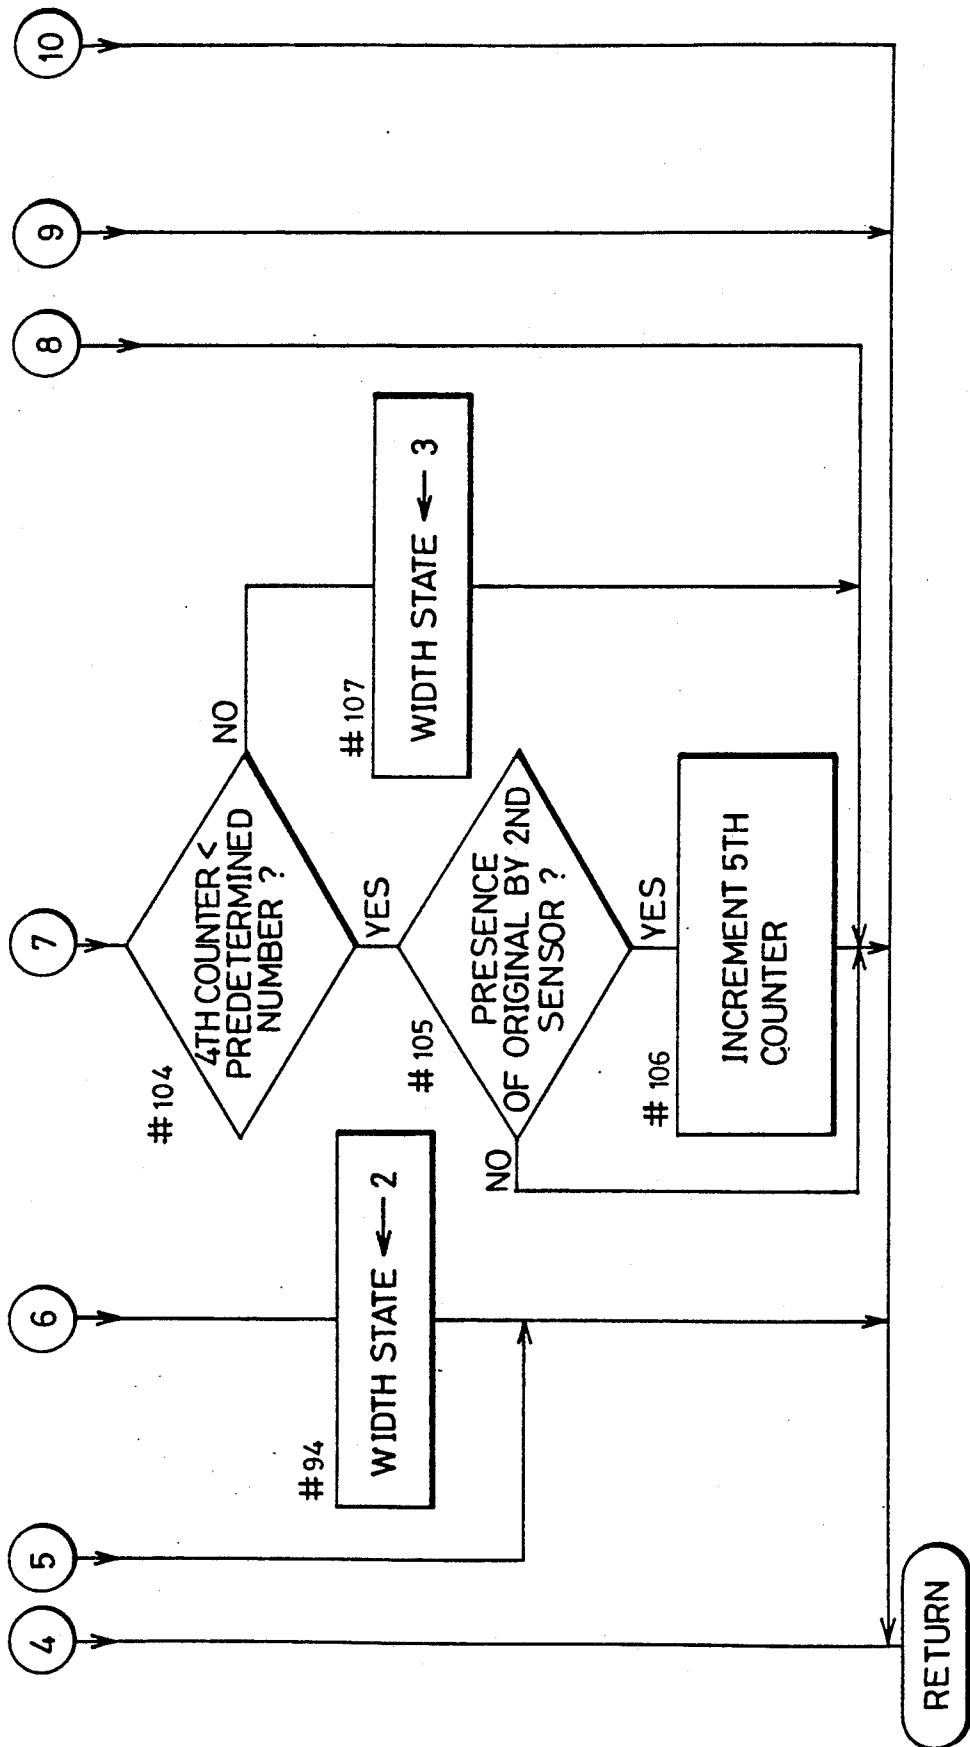 4
5
6
7
8
9
10
#94
WIDTH STATE ← 2
#104
4TH COUNTER <
PREDETERMINED
NUMBER ?
NO
YES
#105
PRESENCE
OF ORIGINAL BY 2ND
SENSOR ?
NO
YES
#106
INCREMENT 5TH
COUNTER
#107
WIDTH STATE ← 3
RETURN